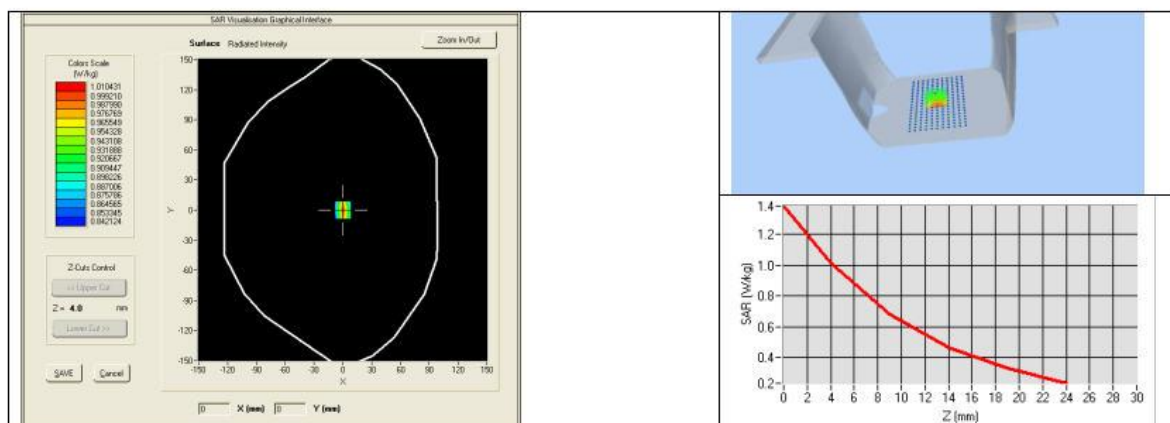 SAR Visualisation Graphical Interface
Surface Radiated Intensity
Zoom In/Out
Colors Scale
(W/kg)
1.010431
0.999210
0.987990
0.976769
0.965549
0.954328
0.943108
0.931888
0.920667
0.909447
0.898226
0.887006
0.875786
0.864565
0.853345
0.842124
Z-Cuts Control
<< Upper Cut
Z = 4.0 mm
Lower Cut >>
SAVE Cancel
150
120
90
60
30
0
-30
-60
-90
-120
-150
Y
-150 -120 -90 -60 -30 0 30 60 90 120 150
X
0 X (mm) 0 Y (mm)
1.4
1.2
1.0
0.8
0.6
0.4
0.2
SAR (W/kg)
0 2 4 6 8 10 12 14 16 18 20 22 24 26 28 30
Z (mm)